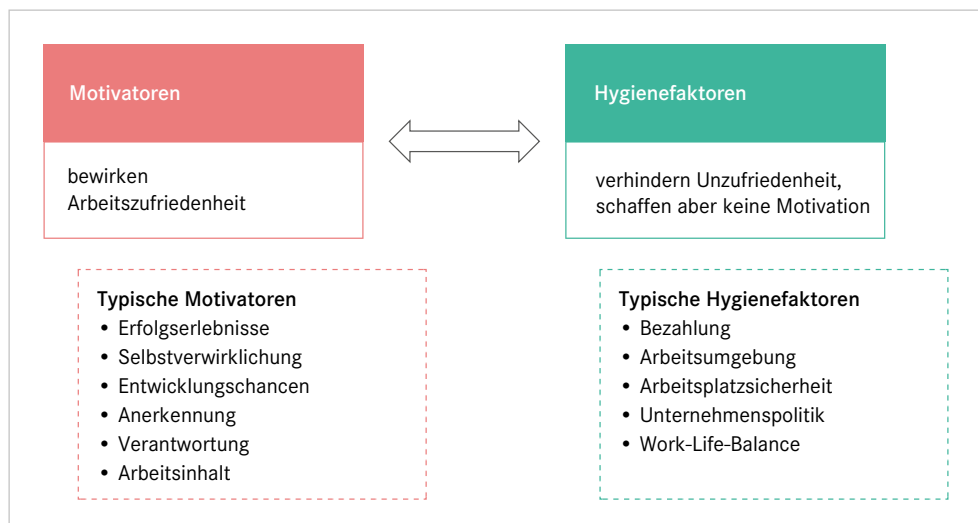 Motivatoren
bewirken
Arbeitszufriedenheit
Typische Motivatoren
• Erfolgserlebnisse
• Selbstverwirklichung
• Entwicklungschancen
• Anerkennung
• Verantwortung
• Arbeitsinhalt
Hygienefaktoren
verhindern Unzufriedenheit,
schaffen aber keine Motivation
Typische Hygienefaktoren
• Bezahlung
• Arbeitsumgebung
• Arbeitsplatzsicherheit
• Unternehmenspolitik
• Work-Life-Balance